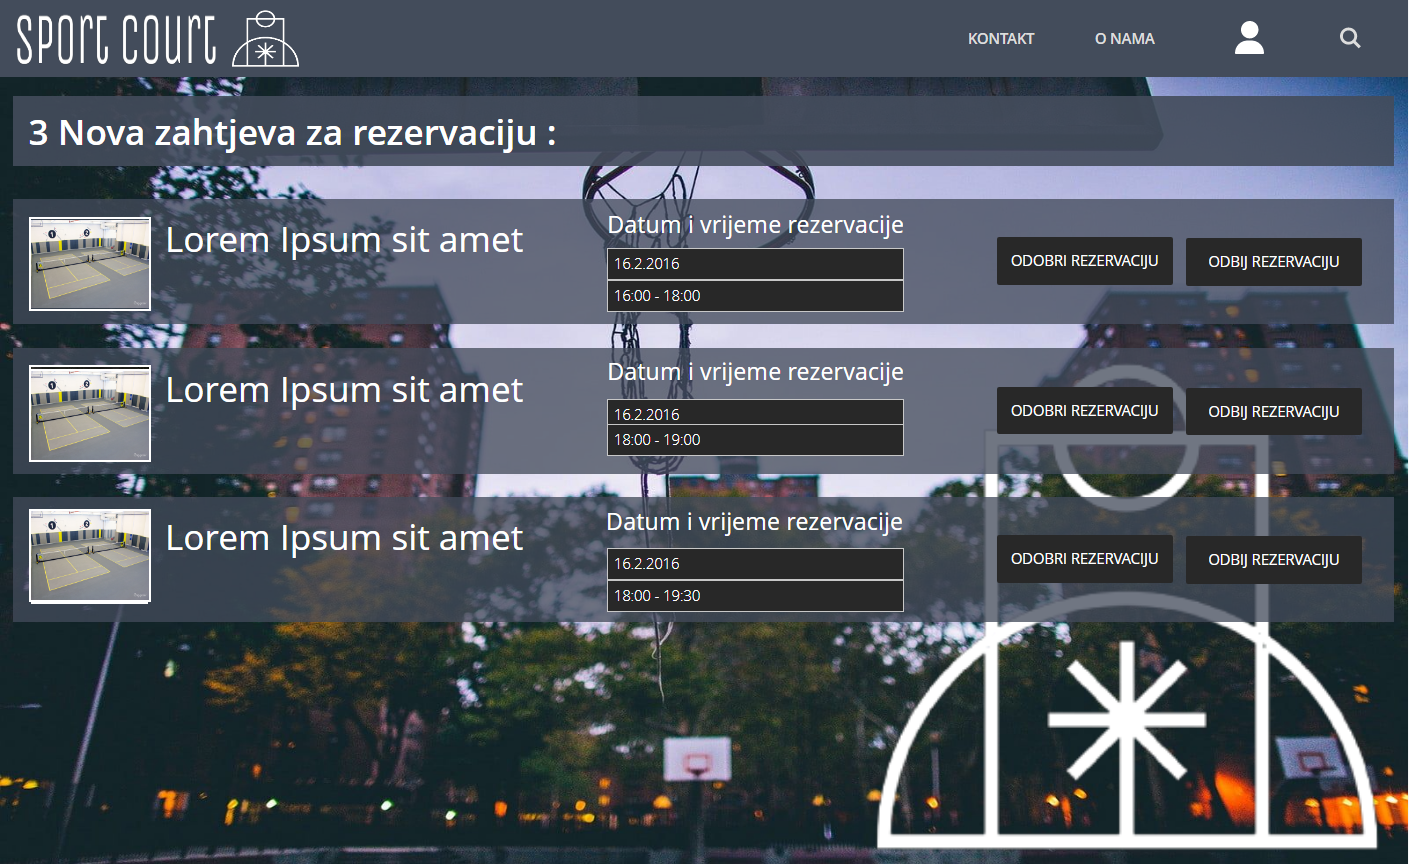 sport court
KONTAKT
O NAMA
3 Nova zahtjeva za rezervaciju :
Lorem Ipsum sit amet
Datum i vrijeme rezervacije
16.2.2016
16:00 - 18:00
ODOBRI REZERVACIJU
ODBIJ REZERVACIJU
Lorem Ipsum sit amet
Datum i vrijeme rezervacije
16.2.2016
18:00 - 19:00
ODOBRI REZERVACIJU
ODBIJ REZERVACIJU
Lorem Ipsum sit amet
Datum i vrijeme rezervacije
16.2.2016
18:00 - 19:30
ODOBRI REZERVACIJU
ODBIJ REZERVACIJU